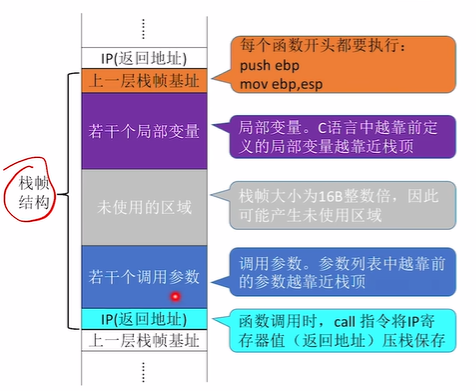 IP(返回地址)
每个函数开头都要执行：
push ebp
mov ebp,esp
上一层栈帧基址
若干个局部变量
局部变量。C语言中越靠前定
义的局部变量越靠近栈顶
栈帧
结构
未使用的区域
栈帧大小为16B整数倍，因此
可能产生未使用区域
若干个调用参数
调用参数。参数列表中越靠前
的参数越靠近栈顶
IP(返回地址)
函数调用时，call 指令将IP寄
存器值（返回地址）压栈保存
上一层栈帧基址